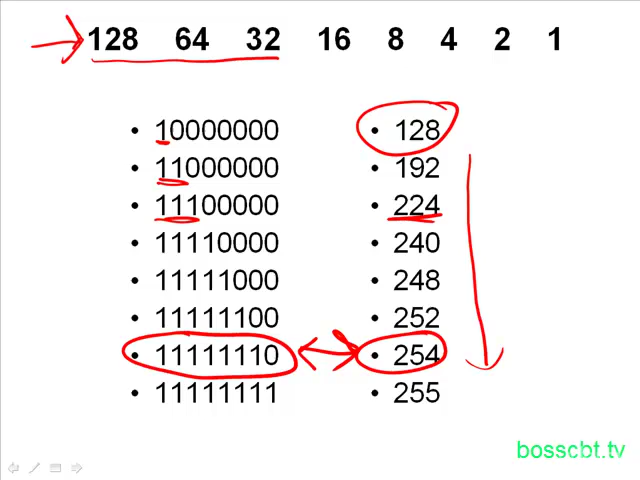 128 64 32 16 8 4 2 1
• 10000000 • 128
• 11000000 • 192
• 11100000 • 224
• 11110000 • 240
• 11111000 • 248
• 11111100 • 252
• 11111110 • 254
• 11111111 • 255
bosscbt.tv